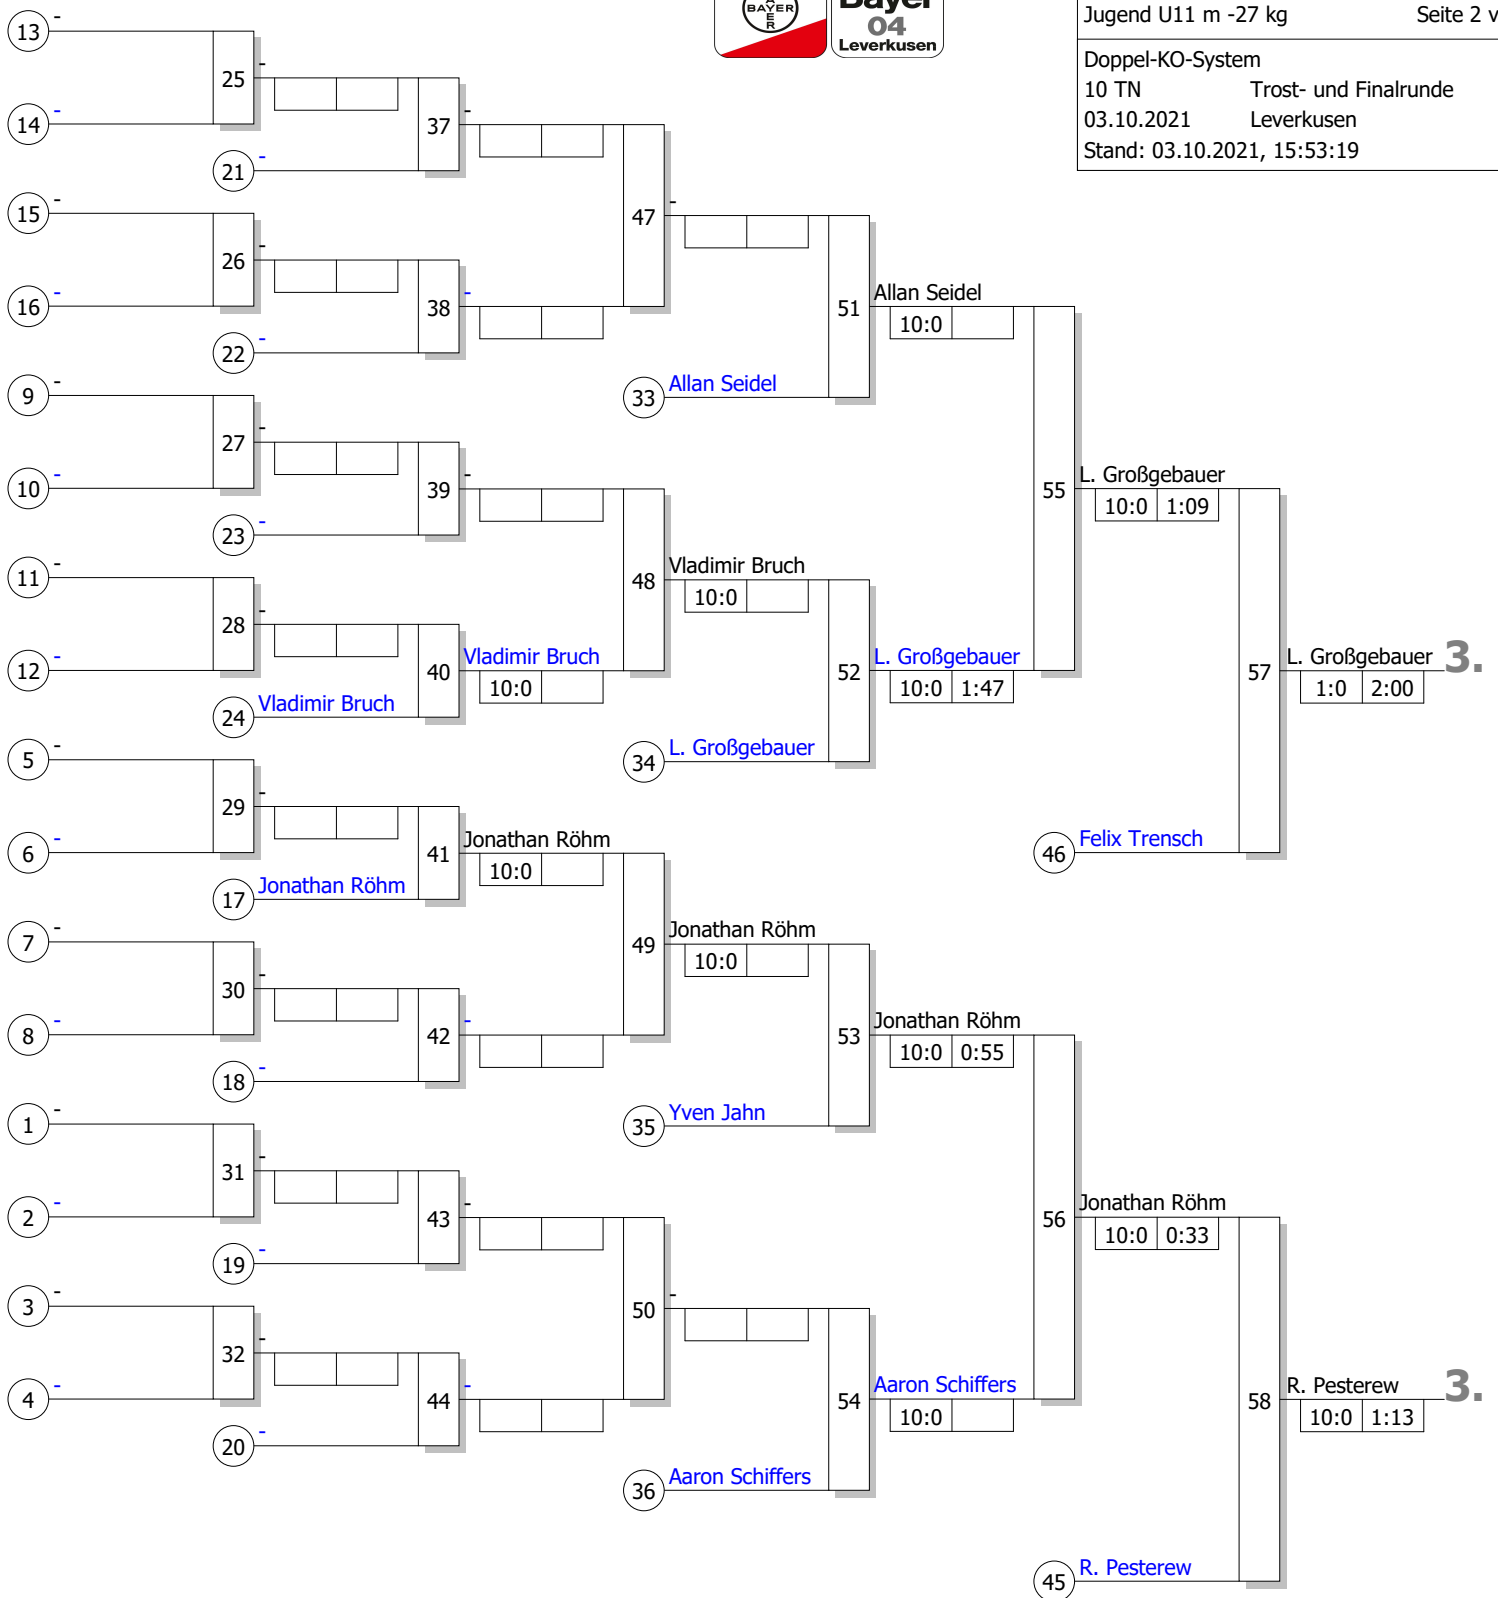 BAYER
BAYER
Bayer
04
Leverkusen
Jugend U11 m -27 kg Seite 2 v
Doppel-KO-System
10 TN Trost- und Finalrunde
03.10.2021 Leverkusen
Stand: 03.10.2021, 15:53:19
13 -
25 -
14 -
37 -
21 -
15 -
47 -
26 -
16 -
38 -
22 -
51 Allan Seidel
10:0
9 -
33 Allan Seidel
27 -
10 -
39 -
23 -
55 L. Großgebauer
10:0 1:09
11 -
48 Vladimir Bruch
10:0
28 -
12 -
40 Vladimir Bruch
10:0
24 Vladimir Bruch
52 L. Großgebauer
10:0 1:47
57 L. Großgebauer 3.
1:0 2:00
5 -
34 L. Großgebauer
29 -
6 -
41 Jonathan Röhm
10:0
46 Felix Trensch
17 Jonathan Röhm
7 -
49 Jonathan Röhm
10:0
30 -
8 -
42 -
53 Jonathan Röhm
10:0 0:55
18 -
1 -
35 Yven Jahn
31 -
2 -
43 -
56 Jonathan Röhm
10:0 0:33
19 -
3 -
50 -
32 -
4 -
44 -
54 Aaron Schiffers
10:0
58 R. Pesterew 3.
10:0 1:13
20 -
36 Aaron Schiffers
45 R. Pesterew